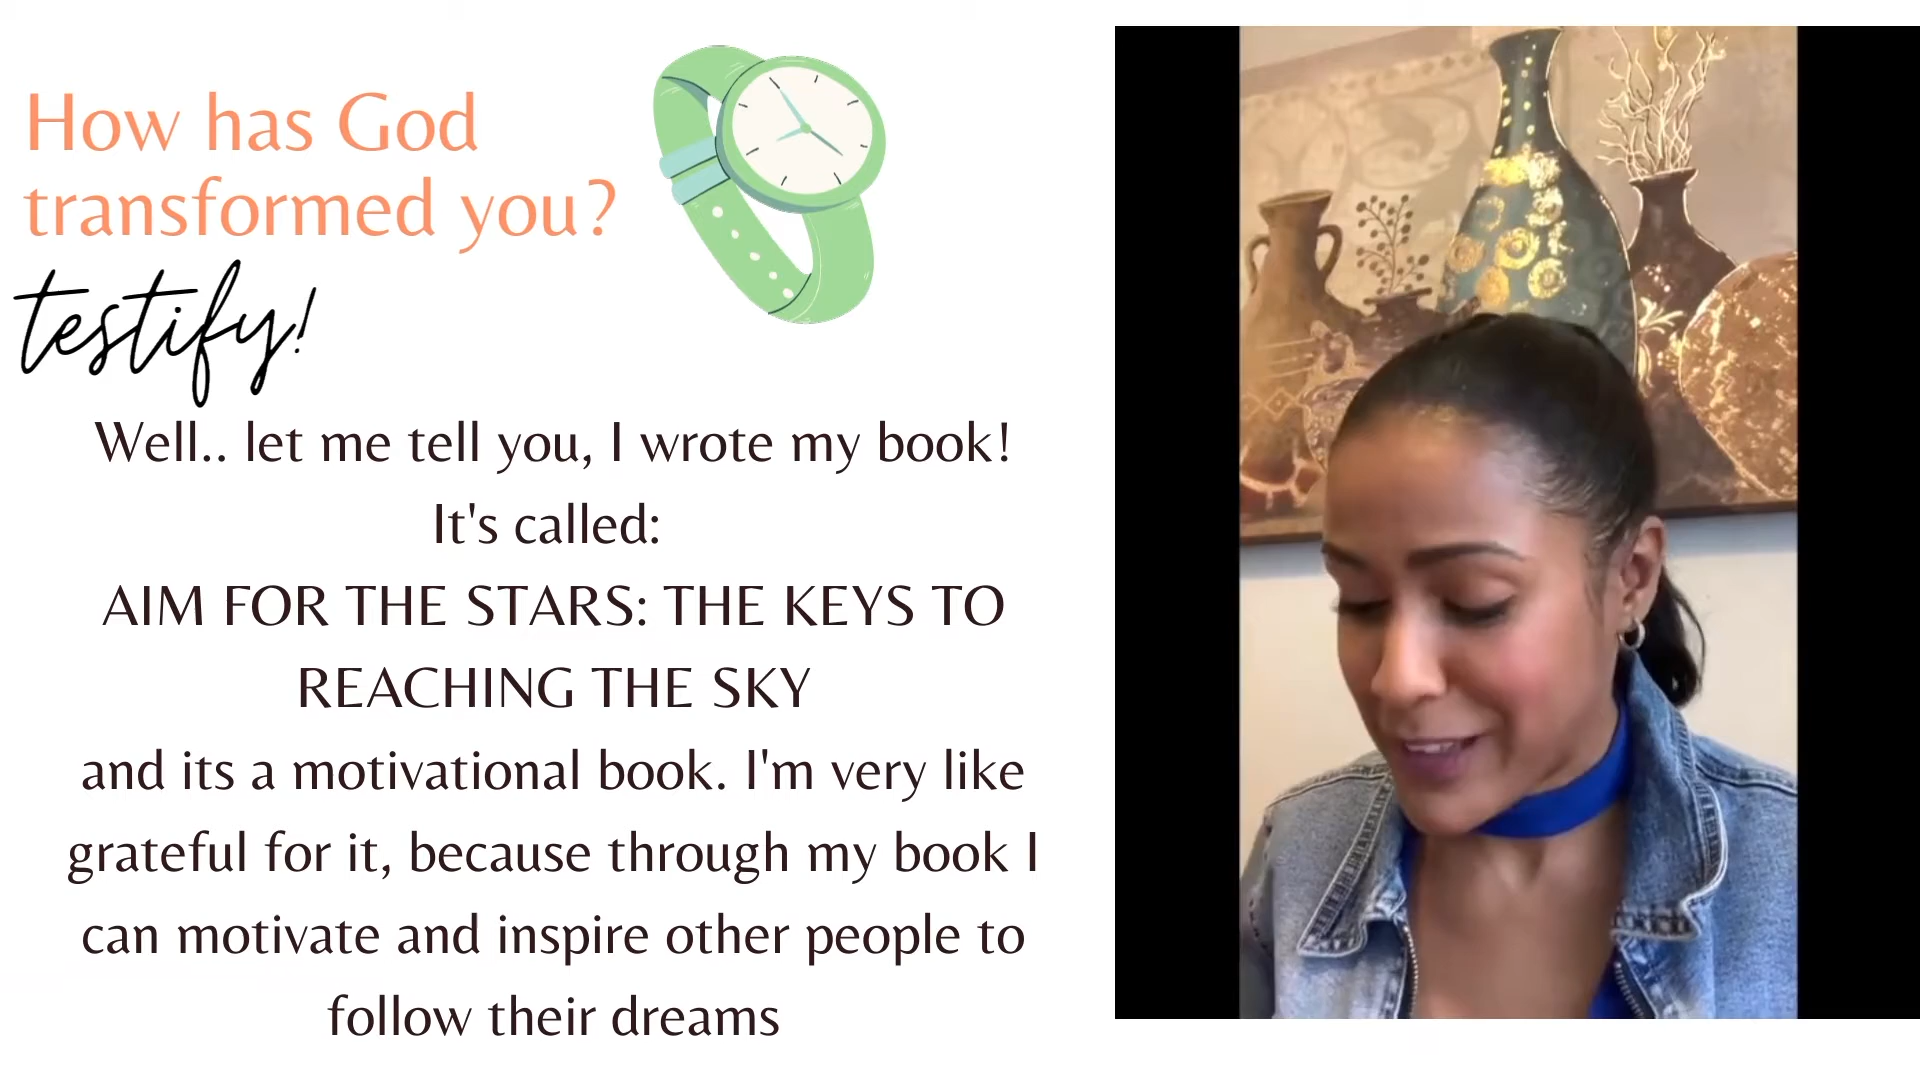 How has God
transformed you?
testify!
Well.. let me tell you, I wrote my book!
It's called:
AIM FOR THE STARS: THE KEYS TO
REACHING THE SKY
and its a motivational book. I'm very like
grateful for it, because through my book I
can motivate and inspire other people to
follow their dreams